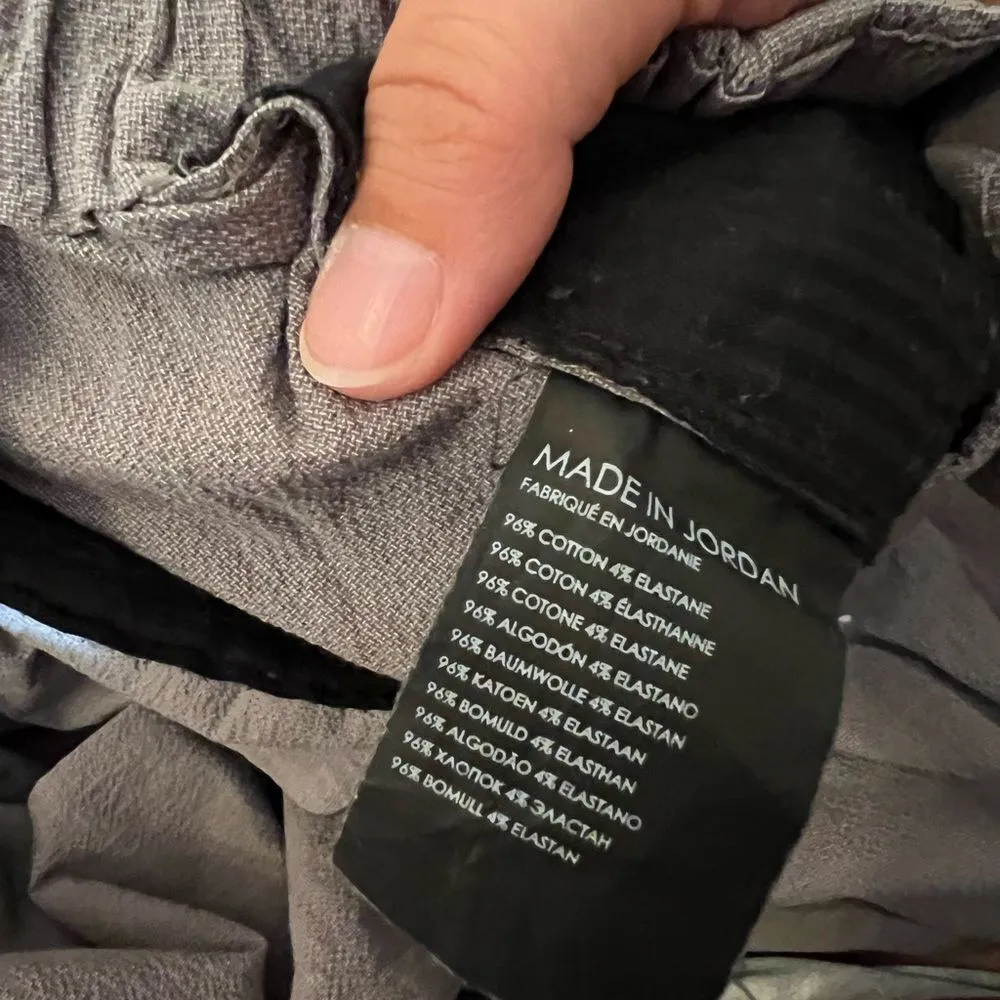 MADE IN JORDAN
FABRIQUÉ EN JORDANIE
96% COTTON 4% ELASTANE
96% COTON 4% ÉLASTHANNE
96% COTONE 4% ELASTANE
96% ALGODÓN 4% ELASTANO
96% BAUMWOLLE 4% ELASTAN
96% KATOEN 4% ELASTAAN
96% BOMULD 4% ELASTHAN
96% ALGODÃO 4% ELASTANO
96% ХЛОПОК 4% ЭЛАСТАН
96% BOMULL 4% ELASTAN